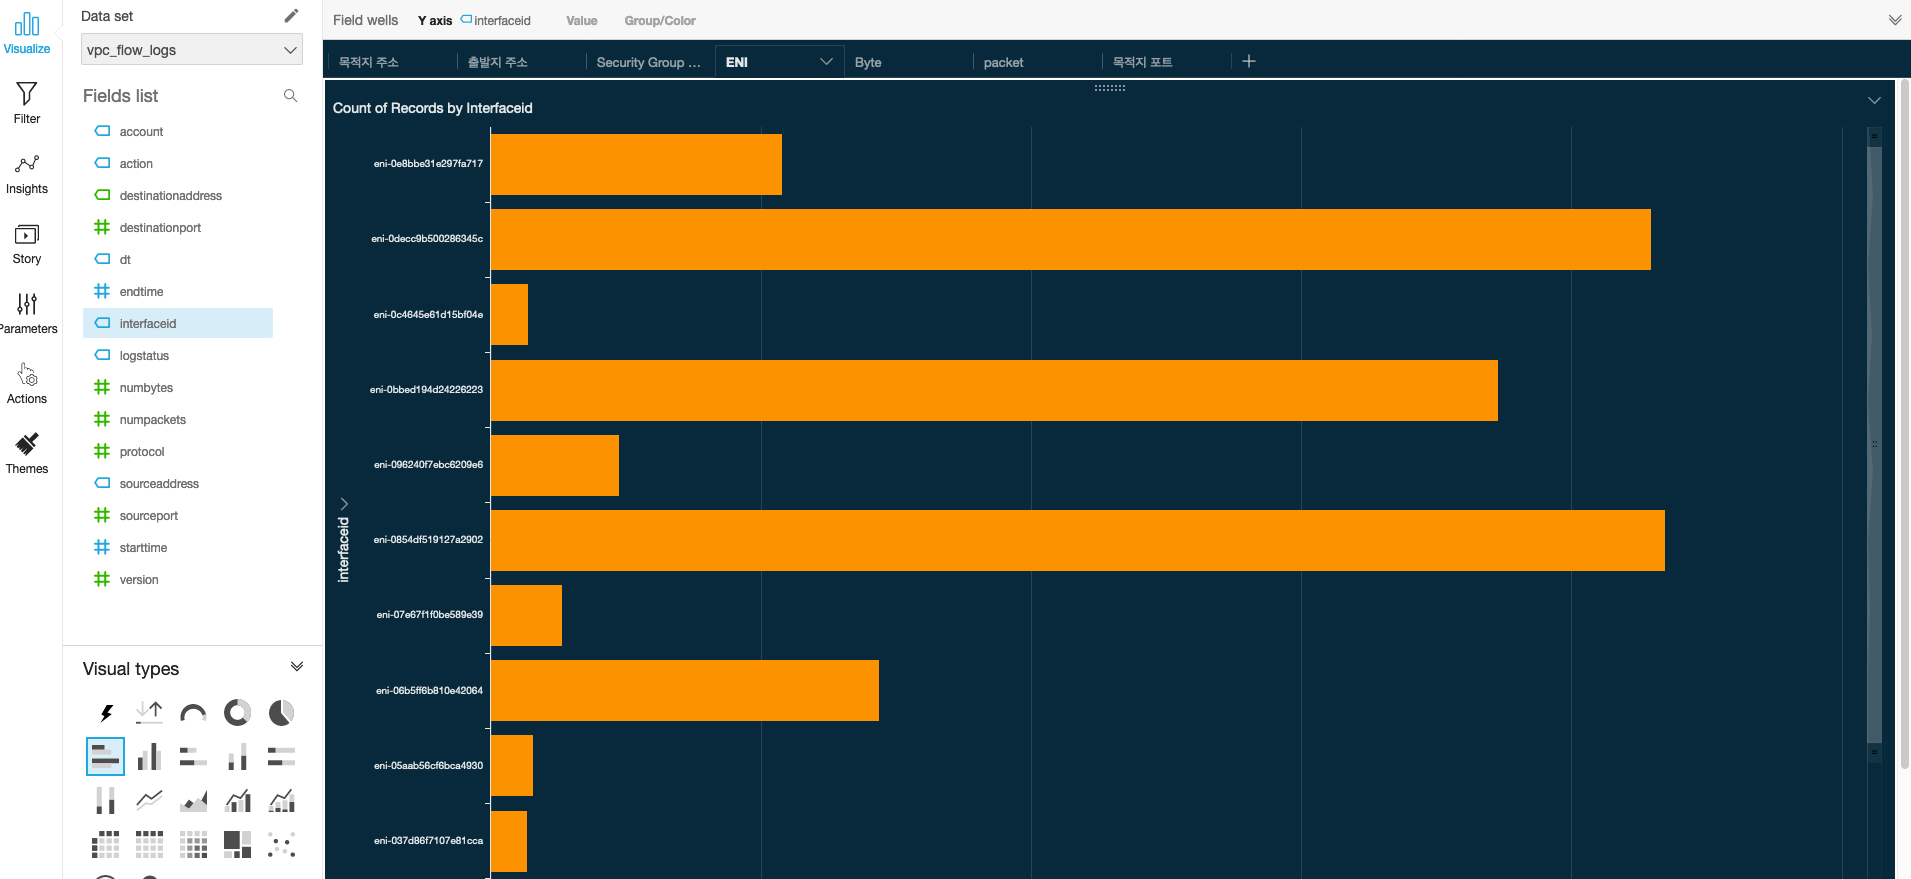 Visualize
Filter
Insights
Story
Parameters
Actions
Themes
Data set
vpc_flow_logs
Fields list
account
action
destinationaddress
destinationport
dt
endtime
interfaceid
logstatus
numbytes
numpackets
protocol
sourceaddress
sourceport
starttime
version
Visual types
Field wells Y axis interfaceid Value Group/Color
목적지 주소 출발지 주소 Security Group ... ENI Byte packet 목적지 포트
Count of Records by Interfaceid
interfaceid
eni-0e8bbe31e297fa717
eni-0decc9b500286345c
eni-0c4645e61d15bf04e
eni-0bbed194d24226223
eni-096240f7ebc6209e6
eni-0854df519127a2902
eni-07e67f1f0be589e39
eni-06b5ff6b810e42064
eni-05aab56cf6bca4930
eni-037d86f7107e81cca